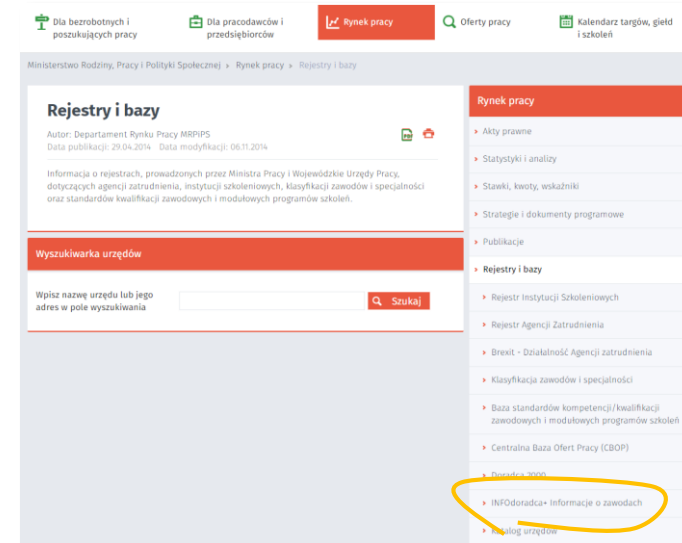 Dla bezrobotnych i
poszukujących pracy
Dla pracodawców i
przedsiębiorców
Rynek pracy
Oferty pracy
Kalendarz targów, giełd
i szkoleń
Ministerstwo Rodziny, Pracy i Polityki Społecznej » Rynek pracy » Rejestry i bazy
Rejestry i bazy
Autor: Departament Rynku Pracy MRPiPS
Data publikacji: 29.04.2014 Data modyfikacji: 06.11.2014
PDF
Informacja o rejestrach, prowadzonych przez Ministra Pracy i Wojewódzkie Urzędy Pracy,
dotyczących agencji zatrudnienia, instytucji szkoleniowych, klasyfikacji zawodów i specjalności
oraz standardów kwalifikacji zawodowych i modułowych programów szkoleń.
Wyszukiwarka urzędów
Wpisz nazwę urzędu lub jego
adres w pole wyszukiwania
Szukaj
Rynek pracy
Akty prawne
Statystyki i analizy
Stawki, kwoty, wskaźniki
Strategie i dokumenty programowe
Publikacje
Rejestry i bazy
Rejestr Instytucji Szkoleniowych
Rejestr Agencji Zatrudnienia
Brexit - Działalność Agencji zatrudnienia
Klasyfikacja zawodów i specjalności
Baza standardów kompetencji/kwalifikacji
zawodowych i modułowych programów szkoleń
Centralna Baza Ofert Pracy (CBOP)
Doradca 2000
INFOdoradca+ Informacje o zawodach
Katalog urzędów